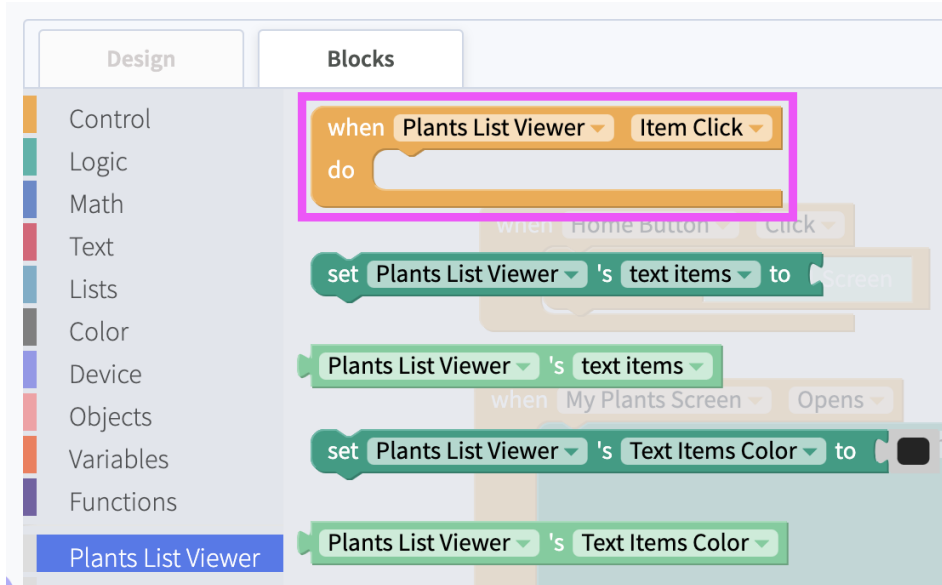 Design Blocks
Control
Logic
Math
Text
Lists
Color
Device
Objects
Variables
Functions
Plants List Viewer
when Plants List Viewer Item Click
do
when Home Button Click
set Plants List Viewer 's text items to
Screen
Plants List Viewer 's text items
when My Plants Screen Opens
set Plants List Viewer 's Text Items Color to
Plants List Viewer 's Text Items Color